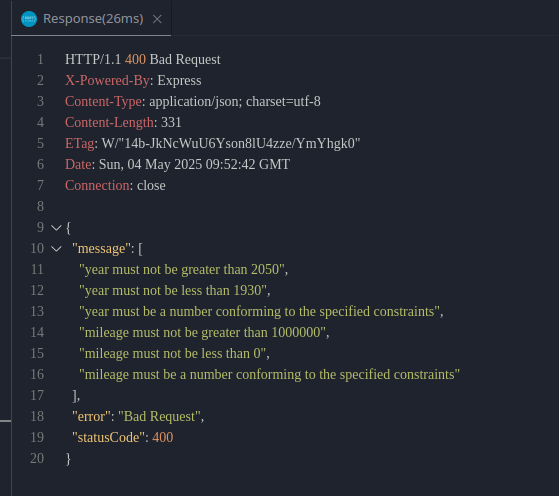 Response(26ms) ×
1 HTTP/1.1 400 Bad Request
2 X-Powered-By: Express
3 Content-Type: application/json; charset=utf-8
4 Content-Length: 331
5 ETag: W/"14b-JkNcWuU6Yson8lU4zze/YmYhgk0"
6 Date: Sun, 04 May 2025 09:52:42 GMT
7 Connection: close
8
9 {
10 "message": [
11 "year must not be greater than 2050",
12 "year must not be less than 1930",
13 "year must be a number conforming to the specified constraints",
14 "mileage must not be greater than 1000000",
15 "mileage must not be less than 0",
16 "mileage must be a number conforming to the specified constraints"
17 ],
18 "error": "Bad Request",
19 "statusCode": 400
20 }